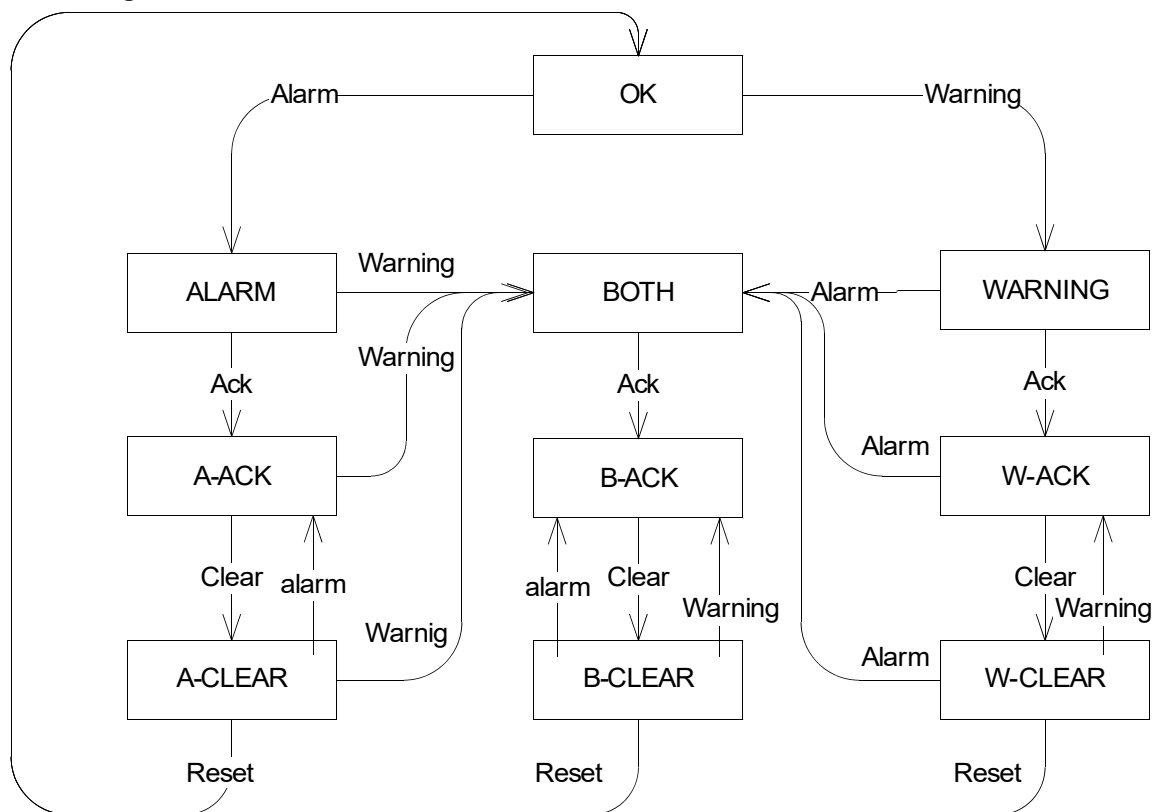 OK
Alarm
Warning
ALARM
Warning
BOTH
Alarm
WARNING
Warning
Ack
Ack
Ack
A-ACK
B-ACK
Alarm
W-ACK
Clear
alarm
alarm
Clear
Warning
Clear
Warning
Warnig
A-CLEAR
B-CLEAR
Alarm
W-CLEAR
Reset
Reset
Reset